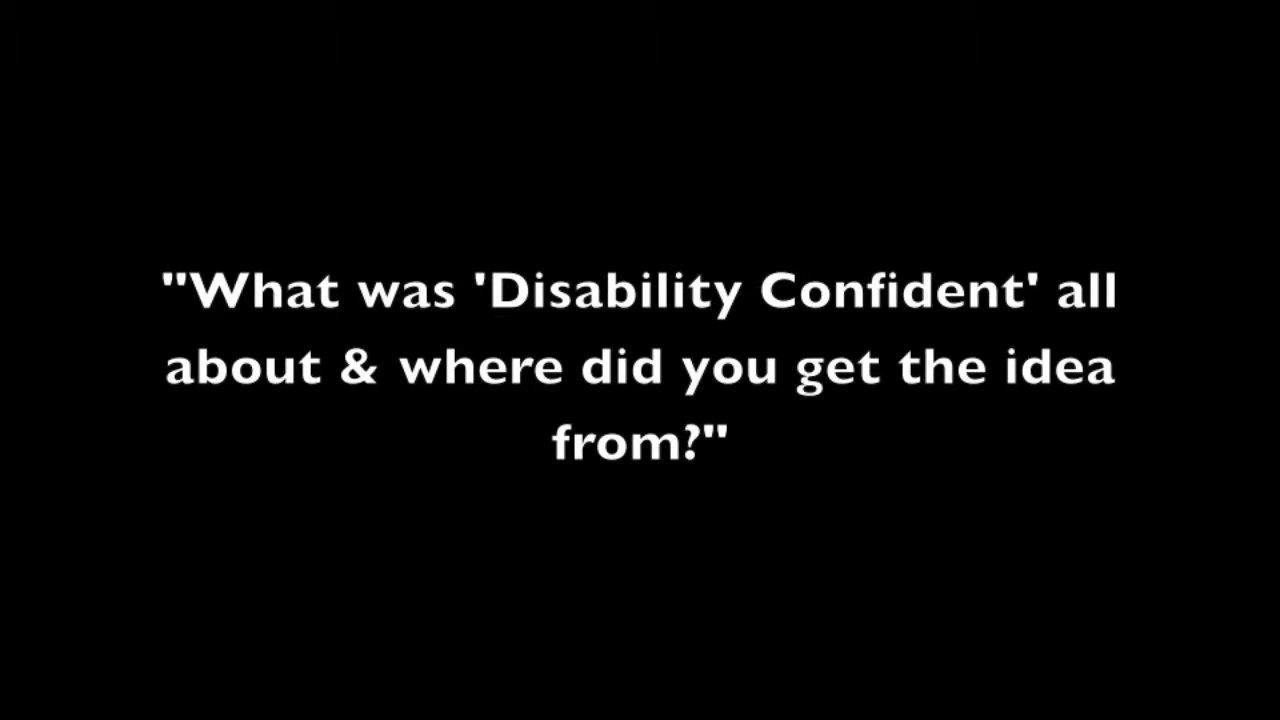 "What was 'Disability Confident' all
about & where did you get the idea
from?"